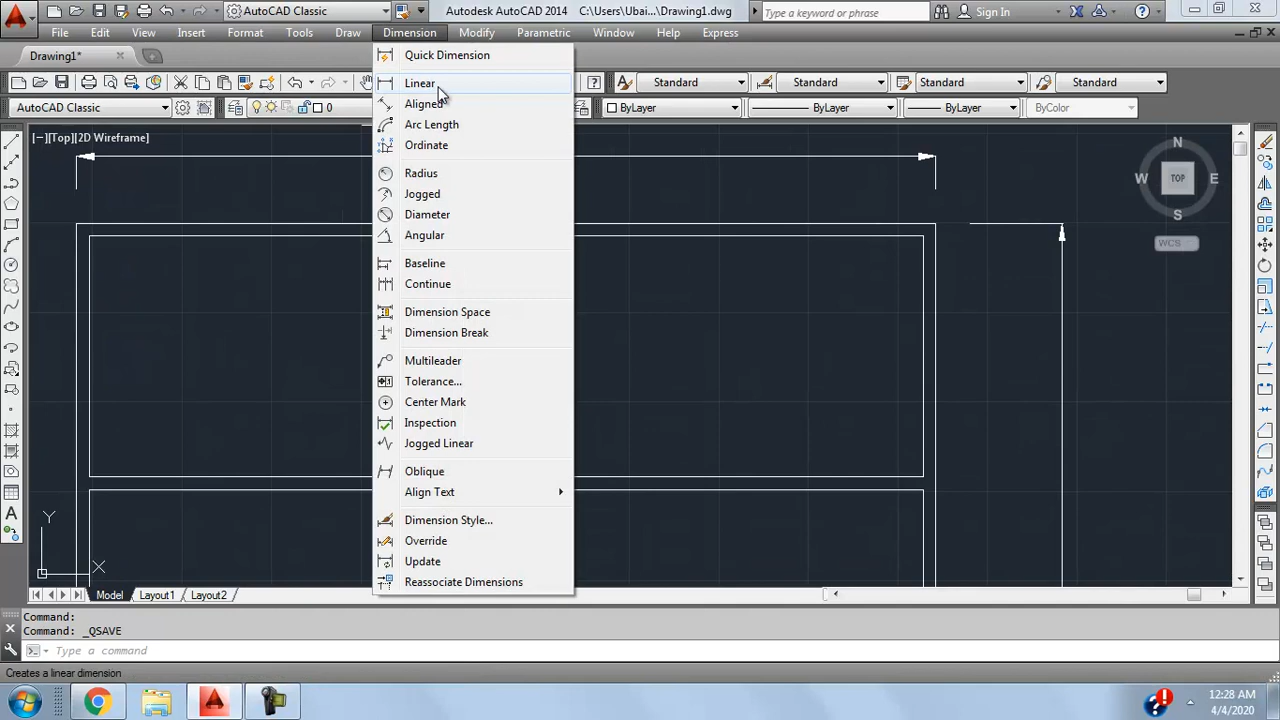 AutoCAD Classic
Autodesk AutoCAD 2014 C:\Users\Ubai...\Drawing1.dwg
Type a keyword or phrase
Sign In
File Edit View Insert Format Tools Draw Dimension Modify Parametric Window Help Express
Drawing1*
Standard Standard Standard Standard
AutoCAD Classic
0
ByLayer
ByLayer
ByLayer
ByColor
[−][Top][2D Wireframe]
Quick Dimension
Linear
Aligned
Arc Length
Ordinate
Radius
Jogged
Diameter
Angular
Baseline
Continue
Dimension Space
Dimension Break
Multileader
Tolerance...
Center Mark
Inspection
Jogged Linear
Oblique
Align Text
Dimension Style...
Override
Update
Reassociate Dimensions
N
W TOP E
S
WCS
Y
X
Model Layout1 Layout2
Command:
Command: _QSAVE
Type a command
Creates a linear dimension
12:28 AM
4/4/2020